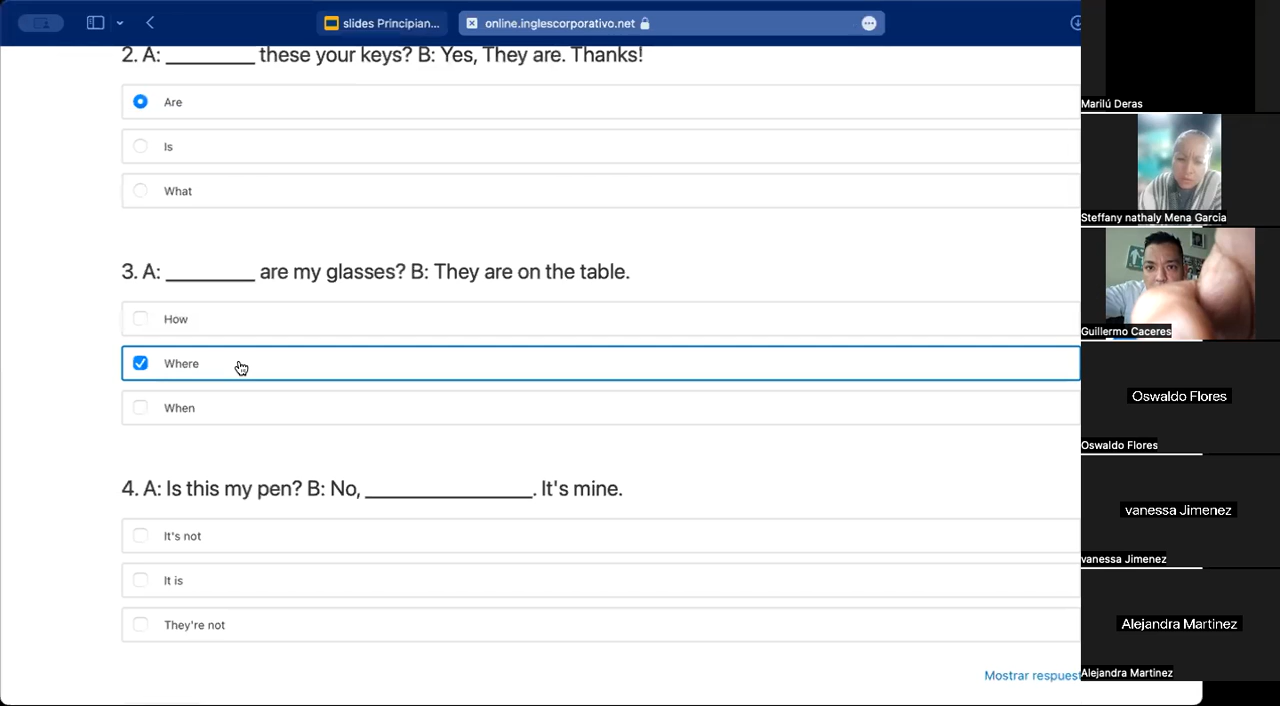 slides Principian...
online.inglescorporativo.net
2. A: _________ these your keys? B: Yes, They are. Thanks!
Are
Is
What
3. A: _________ are my glasses? B: They are on the table.
How
Where
When
4. A: Is this my pen? B: No, _________________. It's mine.
It's not
It is
They're not
Mostrar respues
Marilú Deras
Steffany nathaly Mena Garcia
Guillermo Caceres
Oswaldo Flores
Oswaldo Flores
vanessa Jimenez
vanessa Jimenez
Alejandra Martinez
Alejandra Martinez